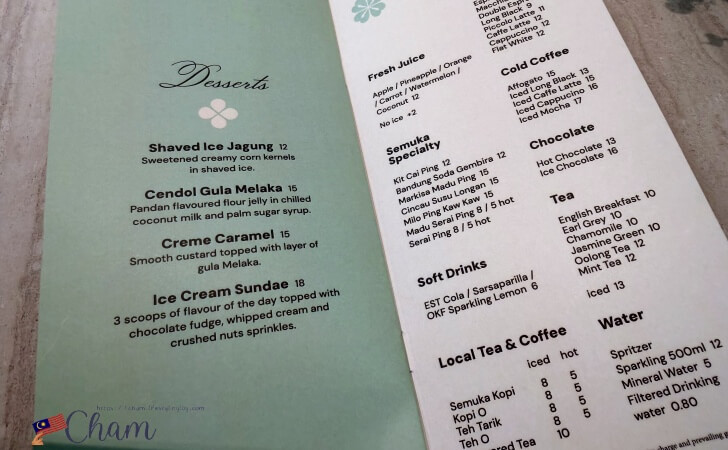 Desserts
Shaved Ice Jagung 12
Sweetened creamy corn kernels
in shaved ice.
Cendol Gula Melaka 15
Pandan flavoured flour jelly in chilled
coconut milk and palm sugar syrup.
Creme Caramel 15
Smooth custard topped with layer of
gula Melaka.
Ice Cream Sundae 18
3 scoops of flavour of the day topped with
chocolate fudge, whipped cream and
crushed nuts sprinkles.
Fresh Juice
Apple / Pineapple / Orange
/ Carrot / Watermelon /
Coconut 12
No ice +2
Semuka
Specialty
Kit Cai Ping 12
Bandung Soda Gembira 12
Markisa Madu Ping 15
Cincau Susu Longan 15
Milo Ping Kaw Kaw 15
Madu Serai Ping 8 / 5 hot
Serai Ping 8 / 5 hot
Soft Drinks
EST Cola / Sarsaparilla /
OKF Sparkling Lemon 6
Local Tea & Coffee
iced hot
Semuka Kopi 8 5
Kopi O 8 5
Teh Tarik 8 5
Teh O 8 5
Tea 10
Double Espresso
Long Black 9
Piccolo Latte 11
Caffe Latte 12
Cappuccino 12
Flat White 12
Cold Coffee
Affogato 15
Iced Long Black 13
Iced Caffe Latte 15
Iced Cappucino 16
Iced Mocha 17
Chocolate
Hot Chocolate 13
Ice Chocolate 16
Tea
English Breakfast 10
Earl Grey 10
Chamomile 10
Jasmine Green 10
Oolong Tea 12
Mint Tea 12
Iced 13
Water
Spritzer
Sparkling 500ml 12
Mineral Water 5
Filtered Drinking
water 0.80
charge and prevailing
Cham